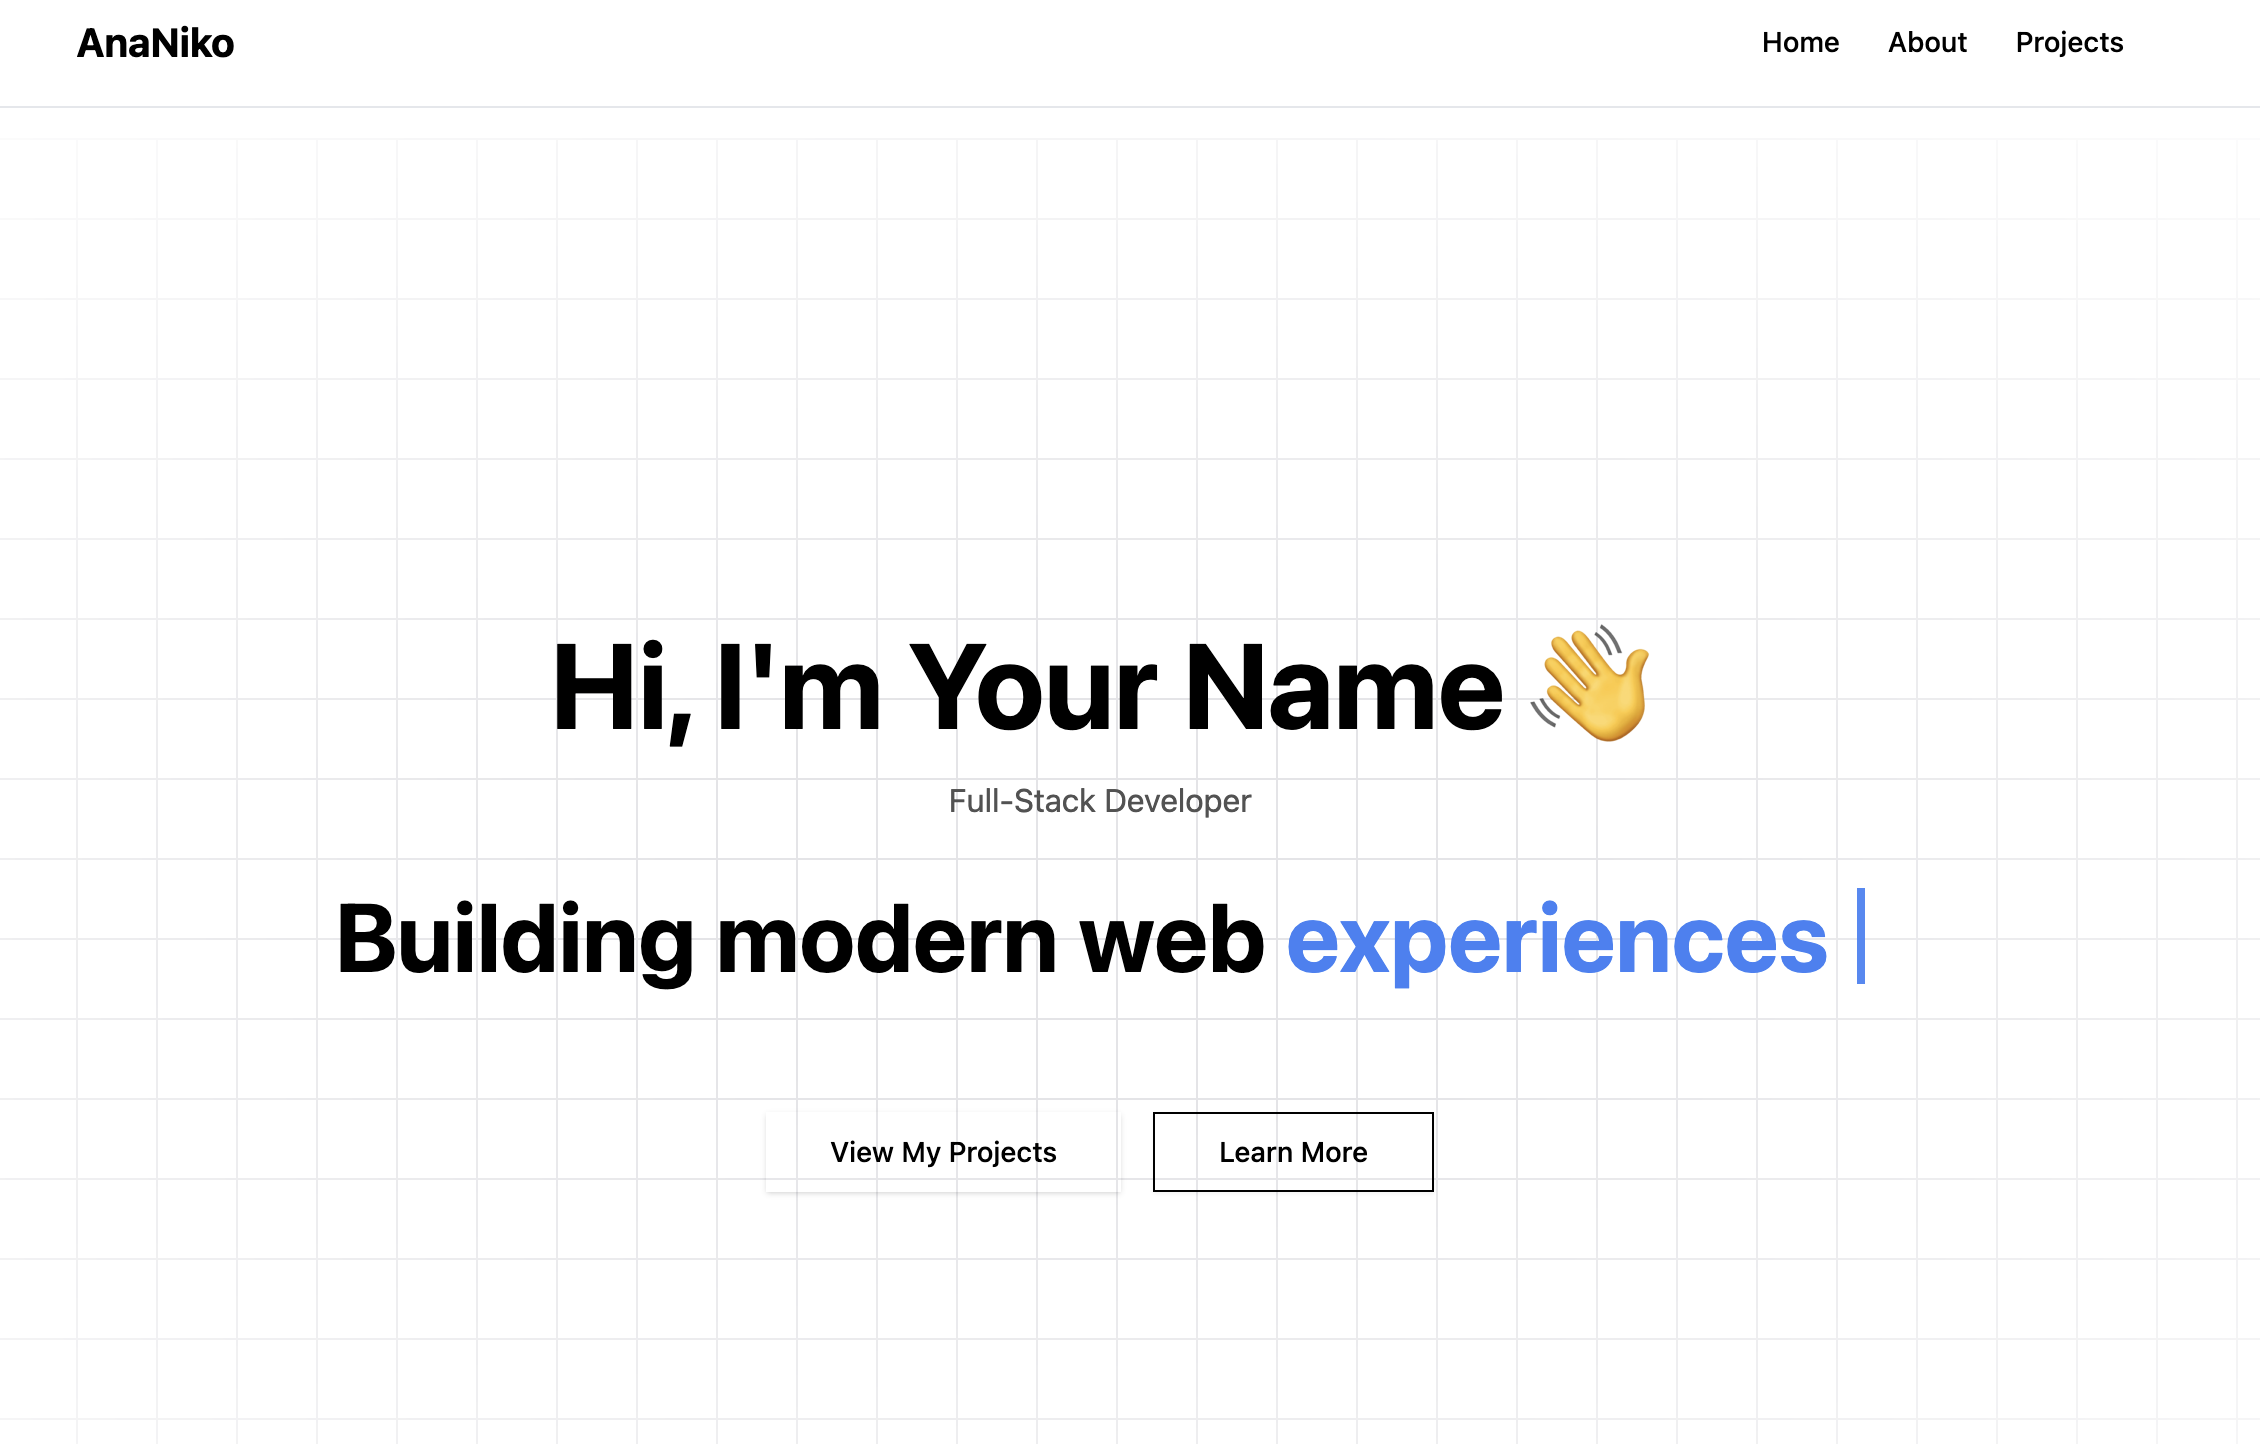 AnaNiko
Home About Projects
Hi, I'm Your Name 👋
Full-Stack Developer
Building modern web experiences
View My Projects
Learn More